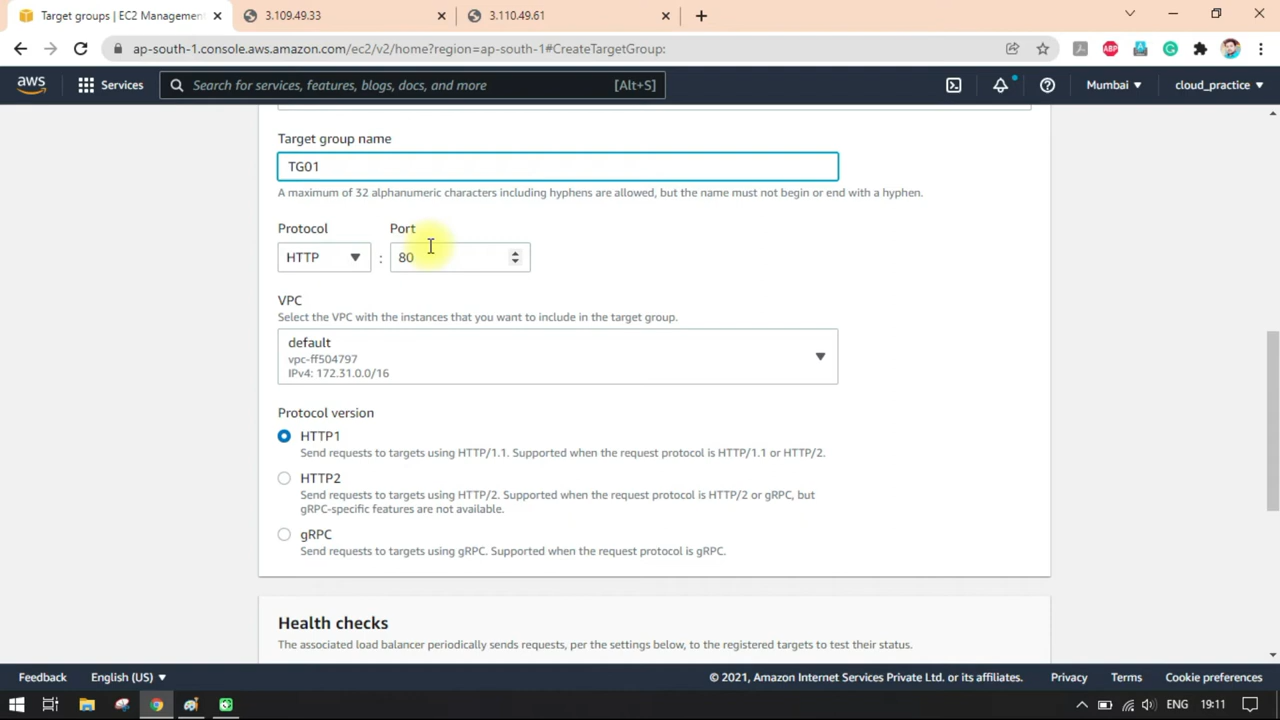 Target groups | EC2 Management
3.109.49.33
3.110.49.61
ap-south-1.console.aws.amazon.com/ec2/v2/home?region=ap-south-1#CreateTargetGroup:
ABP
aws
Services
Search for services, features, blogs, docs, and more
[Alt+S]
Mumbai
cloud_practice
Target group name
TG01
A maximum of 32 alphanumeric characters including hyphens are allowed, but the name must not begin or end with a hyphen.
Protocol
Port
HTTP
:
80
VPC
Select the VPC with the instances that you want to include in the target group.
default
vpc-ff504797
IPv4: 172.31.0.0/16
Protocol version
HTTP1
Send requests to targets using HTTP/1.1. Supported when the request protocol is HTTP/1.1 or HTTP/2.
HTTP2
Send requests to targets using HTTP/2. Supported when the request protocol is HTTP/2 or gRPC, but
gRPC-specific features are not available.
gRPC
Send requests to targets using gRPC. Supported when the request protocol is gRPC.
Health checks
The associated load balancer periodically sends requests, per the settings below, to the registered targets to test their status.
Feedback
English (US)
© 2021, Amazon Internet Services Private Ltd. or its affiliates.
Privacy
Terms
Cookie preferences
ENG
19:11